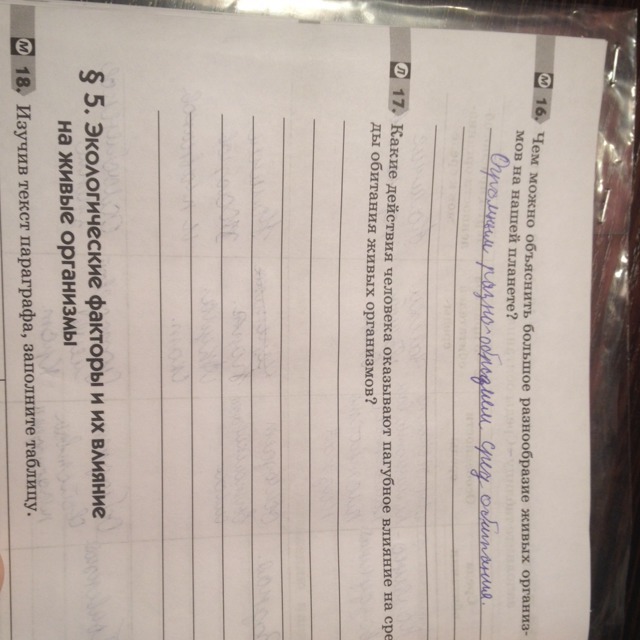 М 16. Чем можно объяснить большое разнообразие живых организ-
мов на нашей планете?
Огромным разнообразием сред обитания.
Л 17. Какие действия человека оказывают пагубное влияние на сре
ды обитания живых организмов?
§ 5. Экологические факторы и их влияние
на живые организмы
М 18. Изучив текст параграфа, заполните таблицу.